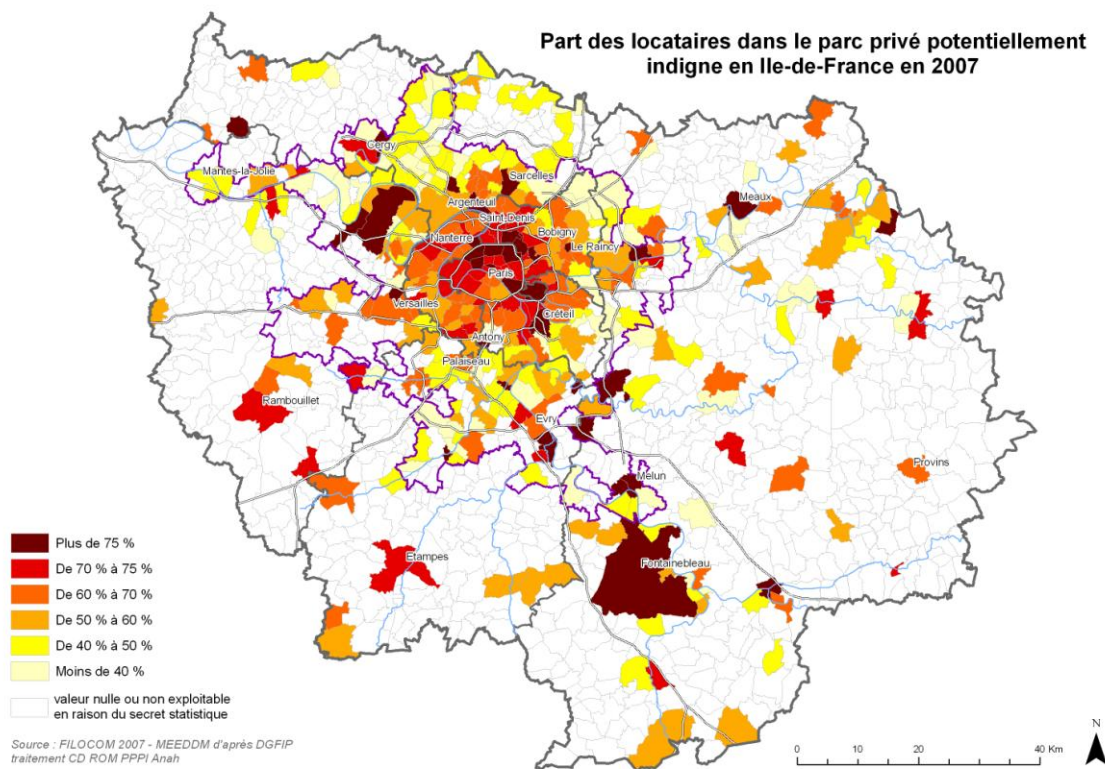 Part des locataires dans le parc privé potentiellement
indigne en Ile-de-France en 2007
Cergy
Mantes-la-Jolie
Sarcelles
Argenteuil
Saint-Denis
Meaux
Nanterre
Bobigny
Le Raincy
Paris
Versailles
Créteil
Antony
Palaiseau
Rambouillet
Evry
Melun
Provins
Etampes
Fontainebleau
Plus de 75 %
De 70 % à 75 %
De 60 % à 70 %
De 50 % à 60 %
De 40 % à 50 %
Moins de 40 %
valeur nulle ou non exploitable
en raison du secret statistique
Source : FILOCOM 2007 - MEEDDM d'après DGFIP
traitement CD ROM PPPI Anah
N
0 10 20 40 Km